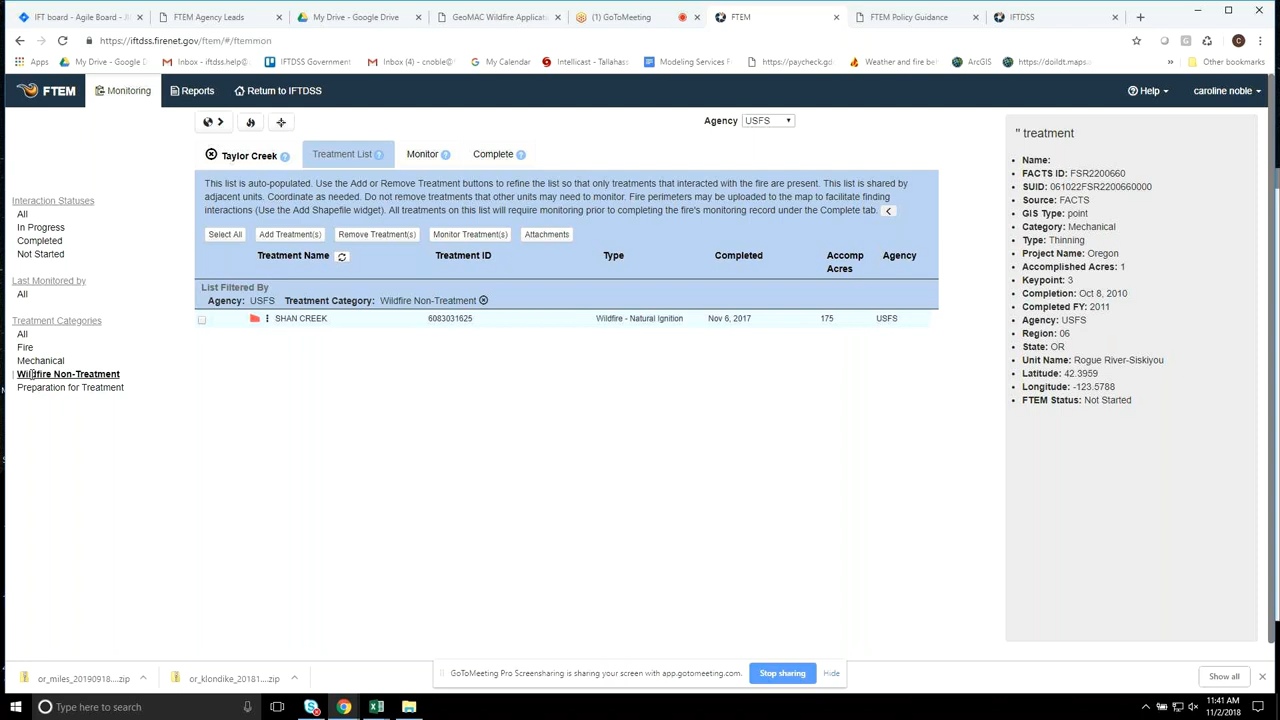 IFT board - Agile Board - Ji
FTEM Agency Leads
My Drive - Google Drive
GeoMAC Wildfire Applicat
(1) GoToMeeting
FTEM
FTEM Policy Guidance
IFTDSS
https://iftdss.firenet.gov/ftem/#/ftemmon
Apps
My Drive - Google D
Inbox - iftdss.help@
IFTDSS Government
Inbox (4) - cnoble@
My Calendar
Intellicast - Tallahass
Modeling Services F
https://paycheck.gd
Weather and fire be
ArcGIS
https://doildt.maps.a
Other bookmarks
FTEM
Monitoring
Reports
Return to IFTDSS
Help
caroline noble
Agency USFS
Taylor Creek
Treatment List
Monitor
Complete
This list is auto-populated. Use the Add or Remove Treatment buttons to refine the list so that only treatments that interacted with the fire are present. This list is shared by
adjacent units. Coordinate as needed. Do not remove treatments that other units may need to monitor. Fire perimeters may be uploaded to the map to facilitate finding
interactions (Use the Add Shapefile widget). All treatments on this list will require monitoring prior to completing the fire's monitoring record under the Complete tab.
Select All
Add Treatment(s)
Remove Treatment(s)
Monitor Treatment(s)
Attachments
Treatment Name
Treatment ID
Type
Completed
Accomp
Acres
Agency
List Filtered By
Agency: USFS Treatment Category: Wildfire Non-Treatment
SHAN CREEK 6083031625 Wildfire - Natural Ignition Nov 6, 2017 175 USFS
Interaction Statuses
All
In Progress
Completed
Not Started
Last Monitored by
All
Treatment Categories
All
Fire
Mechanical
Wildfire Non-Treatment
Preparation for Treatment
" treatment
Name:
FACTS ID: FSR2200660
SUID: 061022FSR2200660000
Source: FACTS
GIS Type: point
Category: Mechanical
Type: Thinning
Project Name: Oregon
Accomplished Acres: 1
Keypoint: 3
Completion: Oct 8, 2010
Completed FY: 2011
Agency: USFS
Region: 06
State: OR
Unit Name: Rogue River-Siskiyou
Latitude: 42.3959
Longitude: -123.5788
FTEM Status: Not Started
or_klondike_20181....zip
GoToMeeting Pro Screensharing is sharing your screen with app.gotomeeting.com.
Stop sharing
Hide
Show all
Type here to search
11:41 AM
11/2/2018